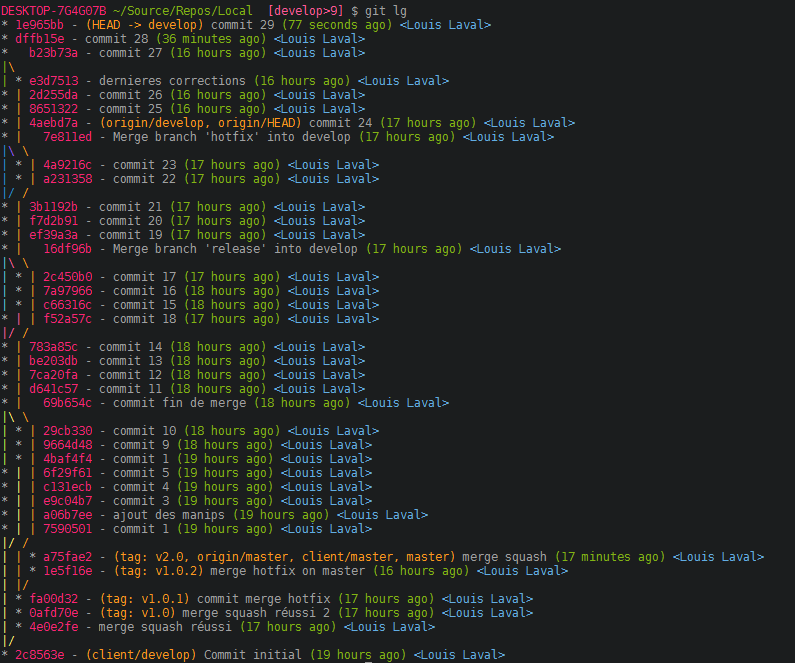 DESKTOP-7G4G07B ~/Source/Repos/Local [develop>9] $ git lg
* 1e965bb - (HEAD -> develop) commit 29 (77 seconds ago) <Louis Laval>
* dffb15e - commit 28 (36 minutes ago) <Louis Laval>
*   b23b73a - commit 27 (16 hours ago) <Louis Laval>
|\
| * e3d7513 - dernieres corrections (16 hours ago) <Louis Laval>
* | 2d255da - commit 26 (16 hours ago) <Louis Laval>
* | 8651322 - commit 25 (16 hours ago) <Louis Laval>
* | 4aebd7a - (origin/develop, origin/HEAD) commit 24 (17 hours ago) <Louis Laval>
* |   7e811ed - Merge branch 'hotfix' into develop (17 hours ago) <Louis Laval>
|\ \
| * | 4a9216c - commit 23 (17 hours ago) <Louis Laval>
| * | a231358 - commit 22 (17 hours ago) <Louis Laval>
|/ /
* | 3b1192b - commit 21 (17 hours ago) <Louis Laval>
* | f7d2b91 - commit 20 (17 hours ago) <Louis Laval>
* | ef39a3a - commit 19 (17 hours ago) <Louis Laval>
* |   16df96b - Merge branch 'release' into develop (17 hours ago) <Louis Laval>
|\ \
| * | 2c450b0 - commit 17 (17 hours ago) <Louis Laval>
| * | 7a97966 - commit 16 (18 hours ago) <Louis Laval>
| * | c66316c - commit 15 (18 hours ago) <Louis Laval>
* | | f52a57c - commit 18 (17 hours ago) <Louis Laval>
|/ /
* | 783a85c - commit 14 (18 hours ago) <Louis Laval>
* | be203db - commit 13 (18 hours ago) <Louis Laval>
* | 7ca20fa - commit 12 (18 hours ago) <Louis Laval>
* | d641c57 - commit 11 (18 hours ago) <Louis Laval>
* |   69b654c - commit fin de merge (18 hours ago) <Louis Laval>
|\ \
| * | 29cb330 - commit 10 (18 hours ago) <Louis Laval>
| * | 9664d48 - commit 9 (18 hours ago) <Louis Laval>
| * | 4baf4f4 - commit 1 (19 hours ago) <Louis Laval>
* | | 6f29f61 - commit 5 (19 hours ago) <Louis Laval>
* | | c131ecb - commit 4 (19 hours ago) <Louis Laval>
* | | e9c04b7 - commit 3 (19 hours ago) <Louis Laval>
* | | a06b7ee - ajout des manips (19 hours ago) <Louis Laval>
* | | 7590501 - commit 1 (19 hours ago) <Louis Laval>
|/ /
| | * a75fae2 - (tag: v2.0, origin/master, client/master, master) merge squash (17 minutes ago) <Louis Laval>
| | * 1e5f16e - (tag: v1.0.2) merge hotfix on master (16 hours ago) <Louis Laval>
| |/
| * fa00d32 - (tag: v1.0.1) commit merge hotfix (17 hours ago) <Louis Laval>
| * 0afd70e - (tag: v1.0) merge squash réussi 2 (17 hours ago) <Louis Laval>
| * 4e0e2fe - merge squash réussi (17 hours ago) <Louis Laval>
|/
* 2c8563e - (client/develop) Commit initial (19 hours ago) <Louis Laval>